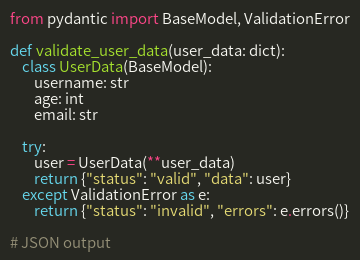 from pydantic import BaseModel, ValidationError

def validate_user_data(user_data: dict):
    class UserData(BaseModel):
        username: str
        age: int
        email: str

    try:
        user = UserData(**user_data)
        return {"status": "valid", "data": user}
    except ValidationError as e:
        return {"status": "invalid", "errors": e.errors()}

# JSON output